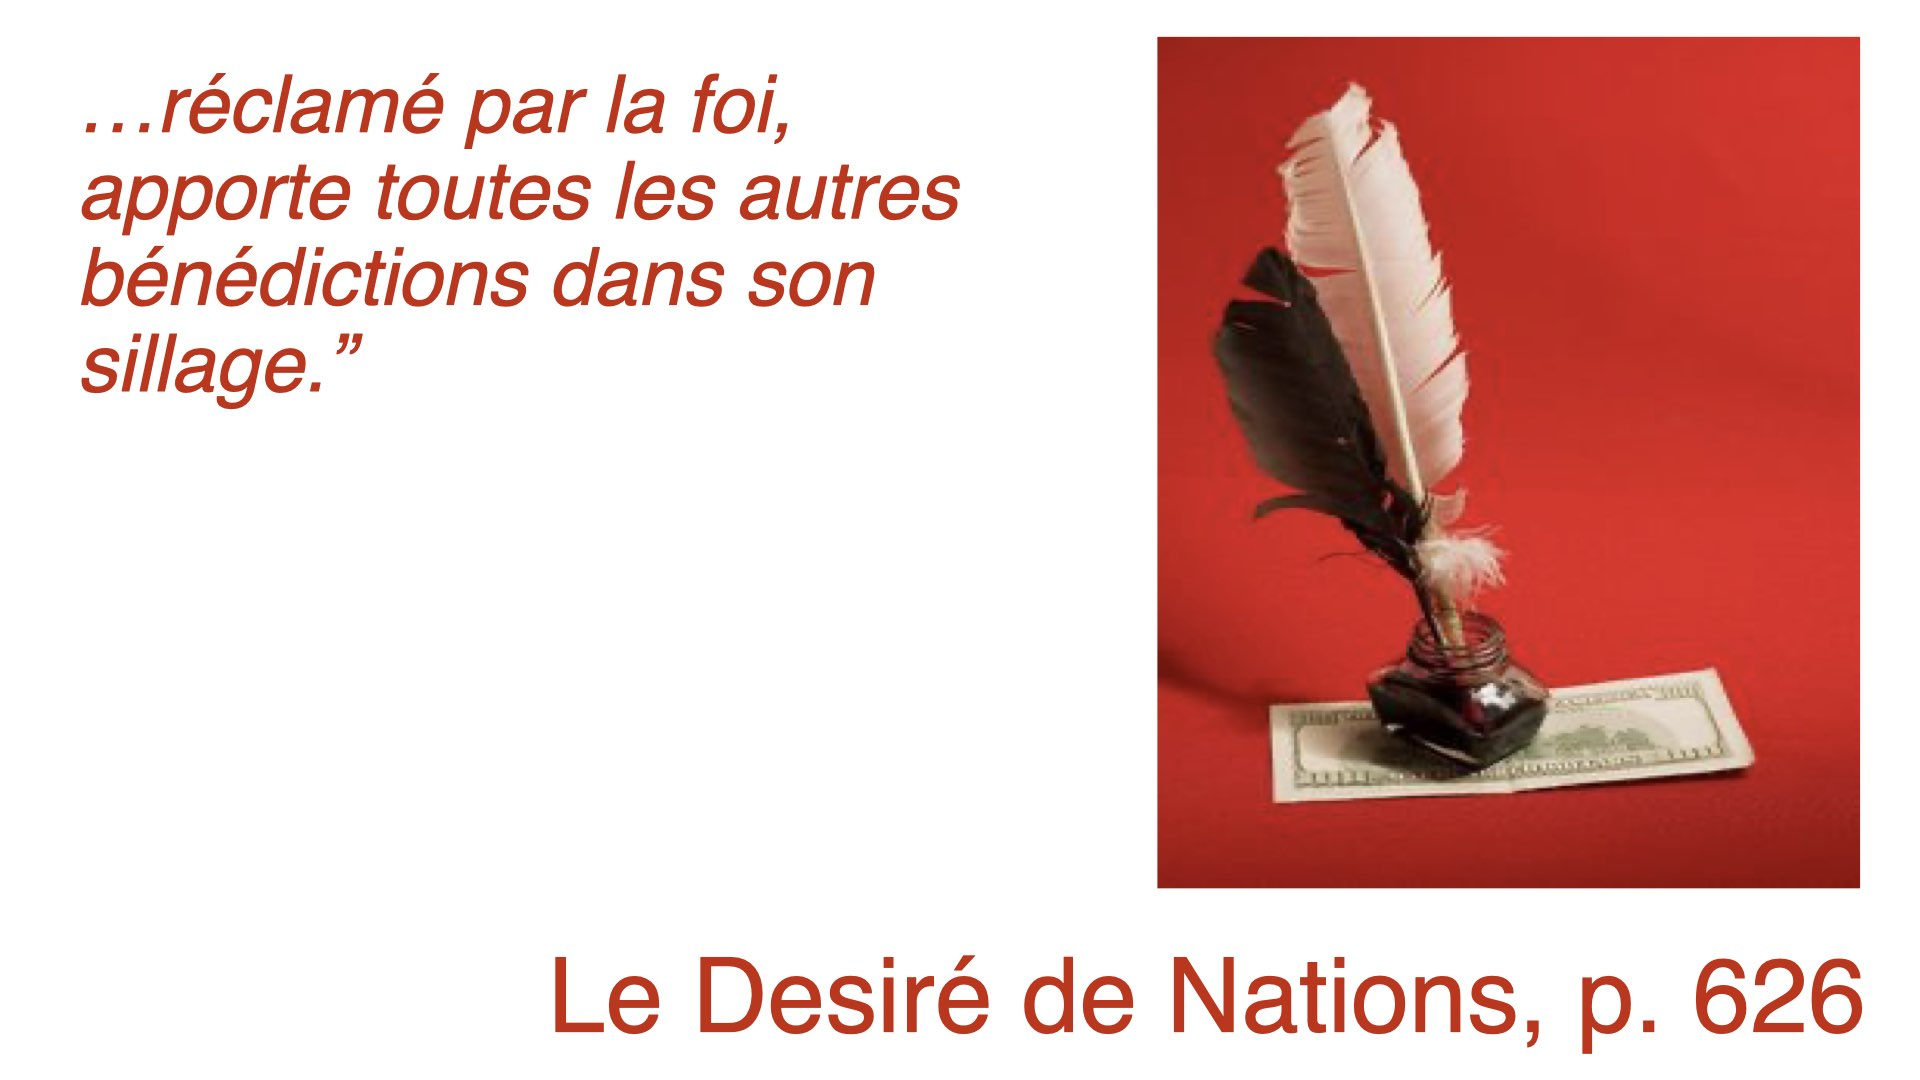 …réclamé par la foi,
apporte toutes les autres
bénédictions dans son
sillage.”
Le Desiré de Nations, p. 626